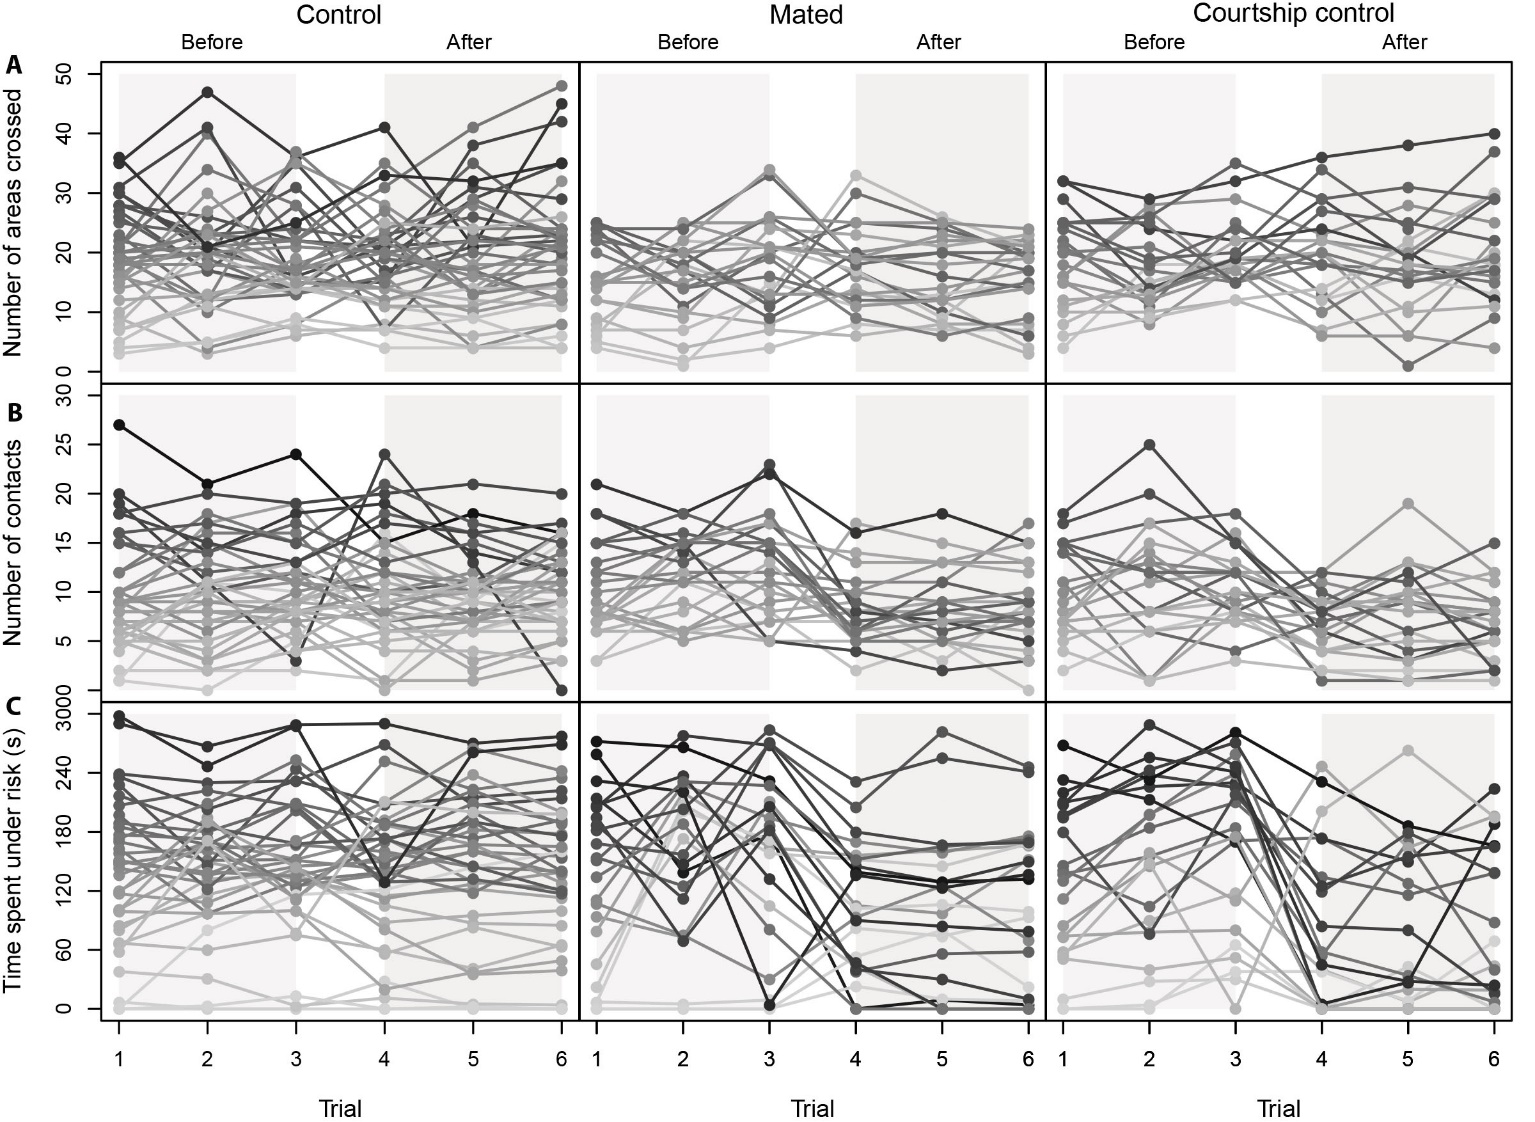 Control Mated Courtship control
Before After Before After Before After
A
Number of areas crossed
50
40
30
20
10
0
B
Number of contacts
30
25
20
15
10
5
0
C
Time spent under risk (s)
300
240
180
120
60
0
1 2 3 4 5 6 1 2 3 4 5 6 1 2 3 4 5 6
Trial Trial Trial